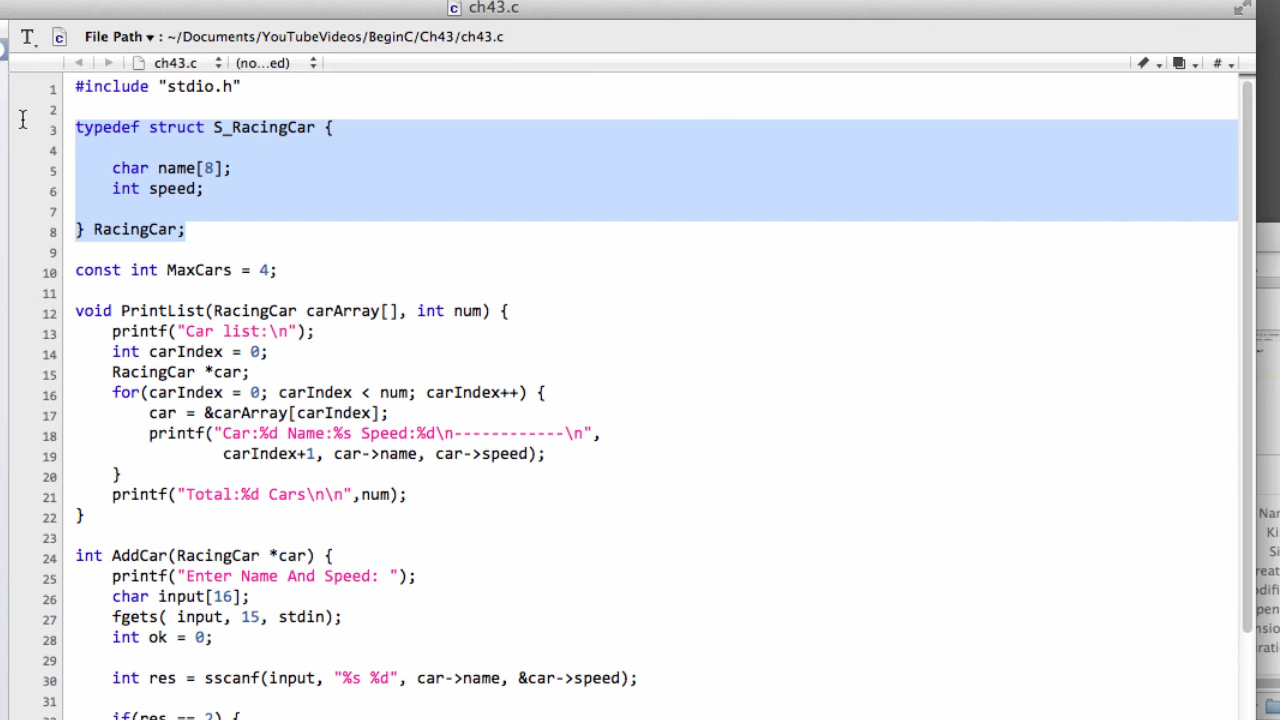 ch43.c
File Path ▾ : ~/Documents/YouTubeVideos/BeginC/Ch43/ch43.c
ch43.c (no...ed) #
1 #include "stdio.h"
2
3 typedef struct S_RacingCar {
4
5 char name[8];
6 int speed;
7
8 } RacingCar;
9
10 const int MaxCars = 4;
11
12 void PrintList(RacingCar carArray[], int num) {
13 printf("Car list:\n");
14 int carIndex = 0;
15 RacingCar *car;
16 for(carIndex = 0; carIndex < num; carIndex++) {
17 car = &carArray[carIndex];
18 printf("Car:%d Name:%s Speed:%d\n------------\n",
19 carIndex+1, car->name, car->speed);
20 }
21 printf("Total:%d Cars\n\n",num);
22 }
23
24 int AddCar(RacingCar *car) {
25 printf("Enter Name And Speed: ");
26 char input[16];
27 fgets( input, 15, stdin);
28 int ok = 0;
29
30 int res = sscanf(input, "%s %d", car->name, &car->speed);
31
if(res == 2) {